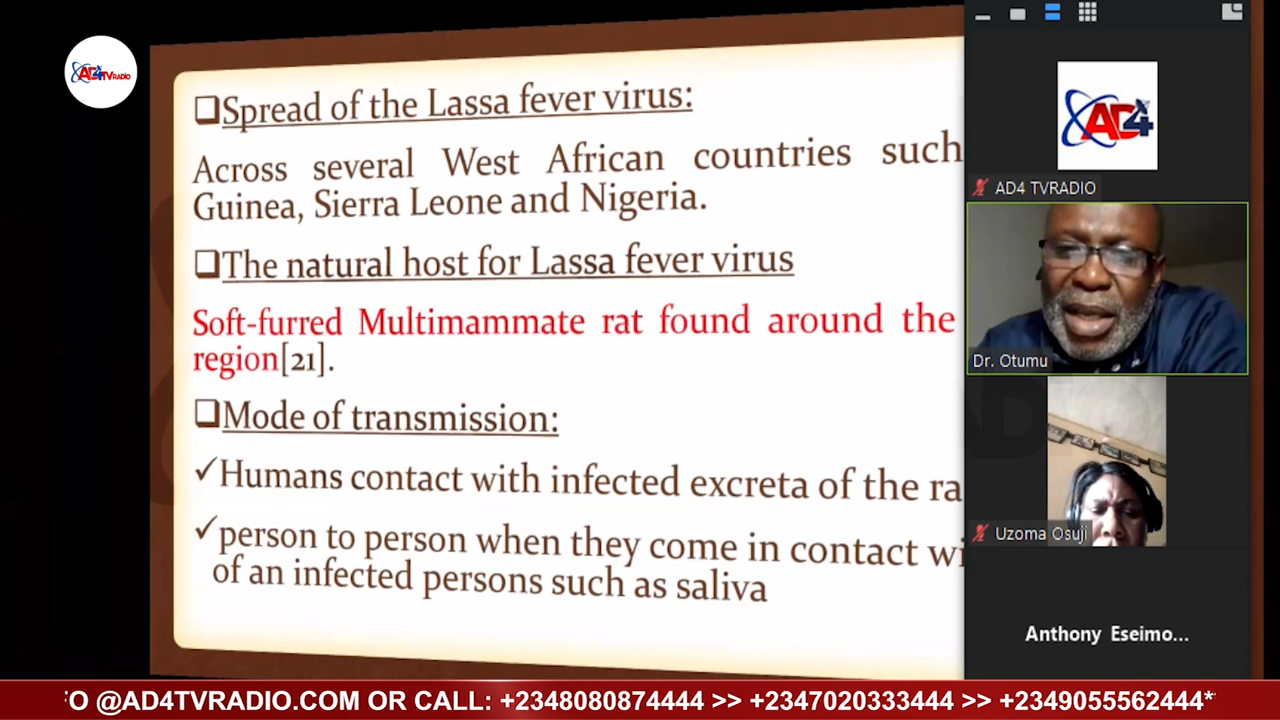 AD4TVRADIO
❑Spread of the Lassa fever virus:
Across several West African countries such
Guinea, Sierra Leone and Nigeria.
❑The natural host for Lassa fever virus
Soft-furred Multimammate rat found around the
region[21].
❑Mode of transmission:
✓Humans contact with infected excreta of the ra
✓person to person when they come in contact wi
of an infected persons such as saliva
AD4
AD4 TVRADIO
Dr. Otumu
Uzoma Osuji
Anthony Eseimo...
O @AD4TVRADIO.COM OR CALL: +2348080874444 >> +2347020333444 >> +2349055562444*